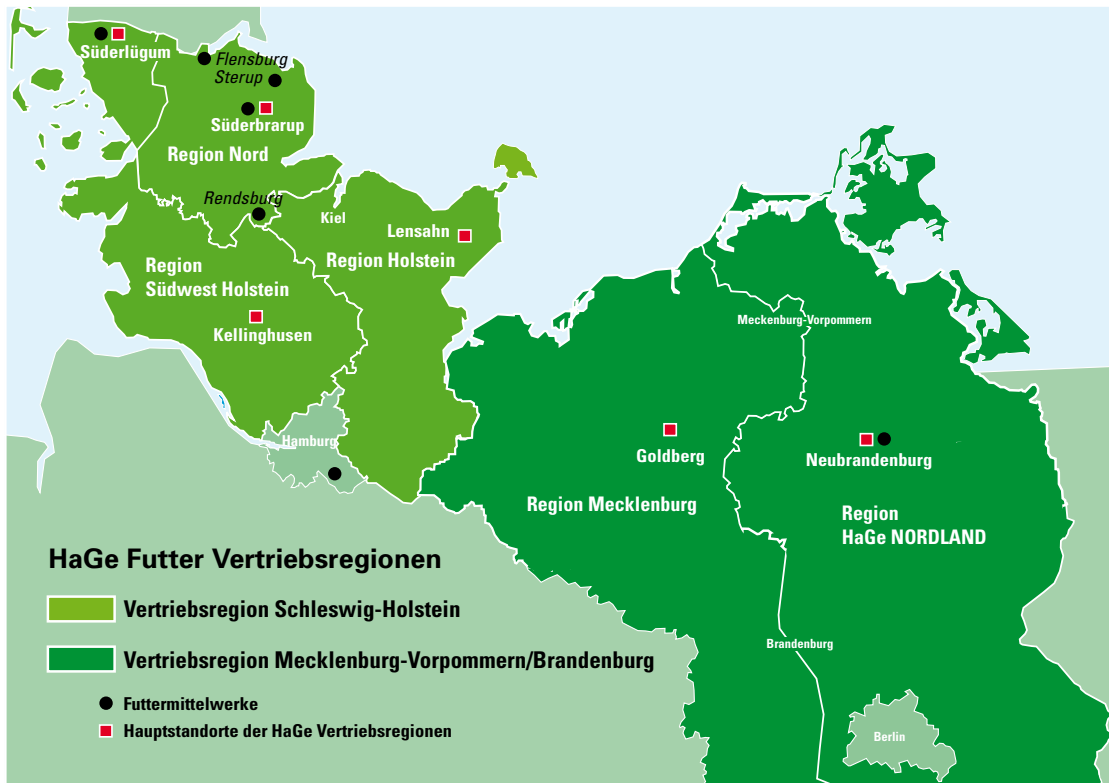 Süderlügum
Flensburg
Sterup
Süderbrarup
Region Nord
Rendsburg
Kiel
Lensahn
Region Holstein
Region
Südwest Holstein
Kellinghusen
Meckenburg-Vorpommern
Hamburg
Goldberg
Neubrandenburg
Region Mecklenburg
Region
HaGe NORDLAND
HaGe Futter Vertriebsregionen
Vertriebsregion Schleswig-Holstein
Vertriebsregion Mecklenburg-Vorpommern/Brandenburg
Brandenburg
Futtermittelwerke
Hauptstandorte der HaGe Vertriebsregionen
Berlin